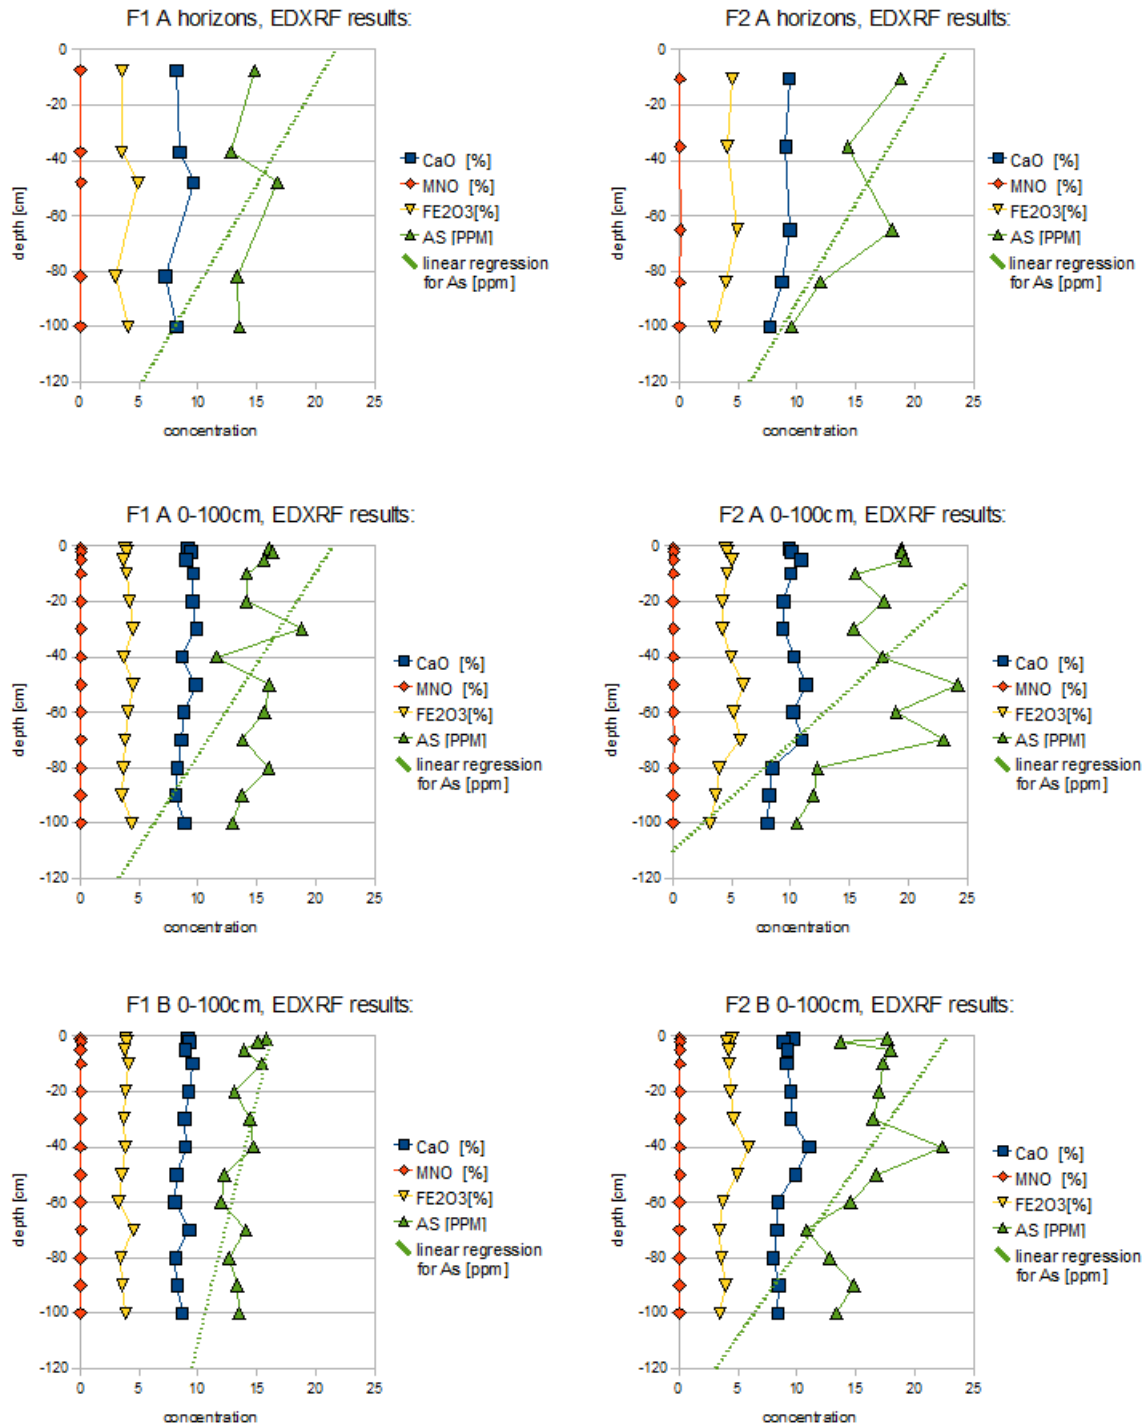 F1 A horizons, EDXRF results:
0
-20
-40
-60
-80
-100
-120
depth [cm]
0 5 10 15 20 25
concentration
CaO [%]
MNO [%]
FE2O3[%]
AS [PPM]
linear regression
for As [ppm]
F2 A horizons, EDXRF results:
0
-20
-40
-60
-80
-100
-120
depth [cm]
0 5 10 15 20 25
concentration
CaO [%]
MNO [%]
FE2O3[%]
AS [PPM]
linear regression
for As [ppm]
F1 A 0-100cm, EDXRF results:
0
-20
-40
-60
-80
-100
-120
depth [cm]
0 5 10 15 20 25
concentration
CaO [%]
MNO [%]
FE2O3[%]
AS [PPM]
linear regression
for As [ppm]
F2 A 0-100cm, EDXRF results:
0
-20
-40
-60
-80
-100
-120
depth [cm]
0 5 10 15 20 25
concentration
CaO [%]
MNO [%]
FE2O3[%]
AS [PPM]
linear regression
for As [ppm]
F1 B 0-100cm, EDXRF results:
0
-20
-40
-60
-80
-100
-120
depth [cm]
0 5 10 15 20 25
concentration
CaO [%]
MNO [%]
FE2O3[%]
AS [PPM]
linear regression
for As [ppm]
F2 B 0-100cm, EDXRF results:
0
-20
-40
-60
-80
-100
-120
depth [cm]
0 5 10 15 20 25
concentration
CaO [%]
MNO [%]
FE2O3[%]
AS [PPM]
linear regression
for As [ppm]